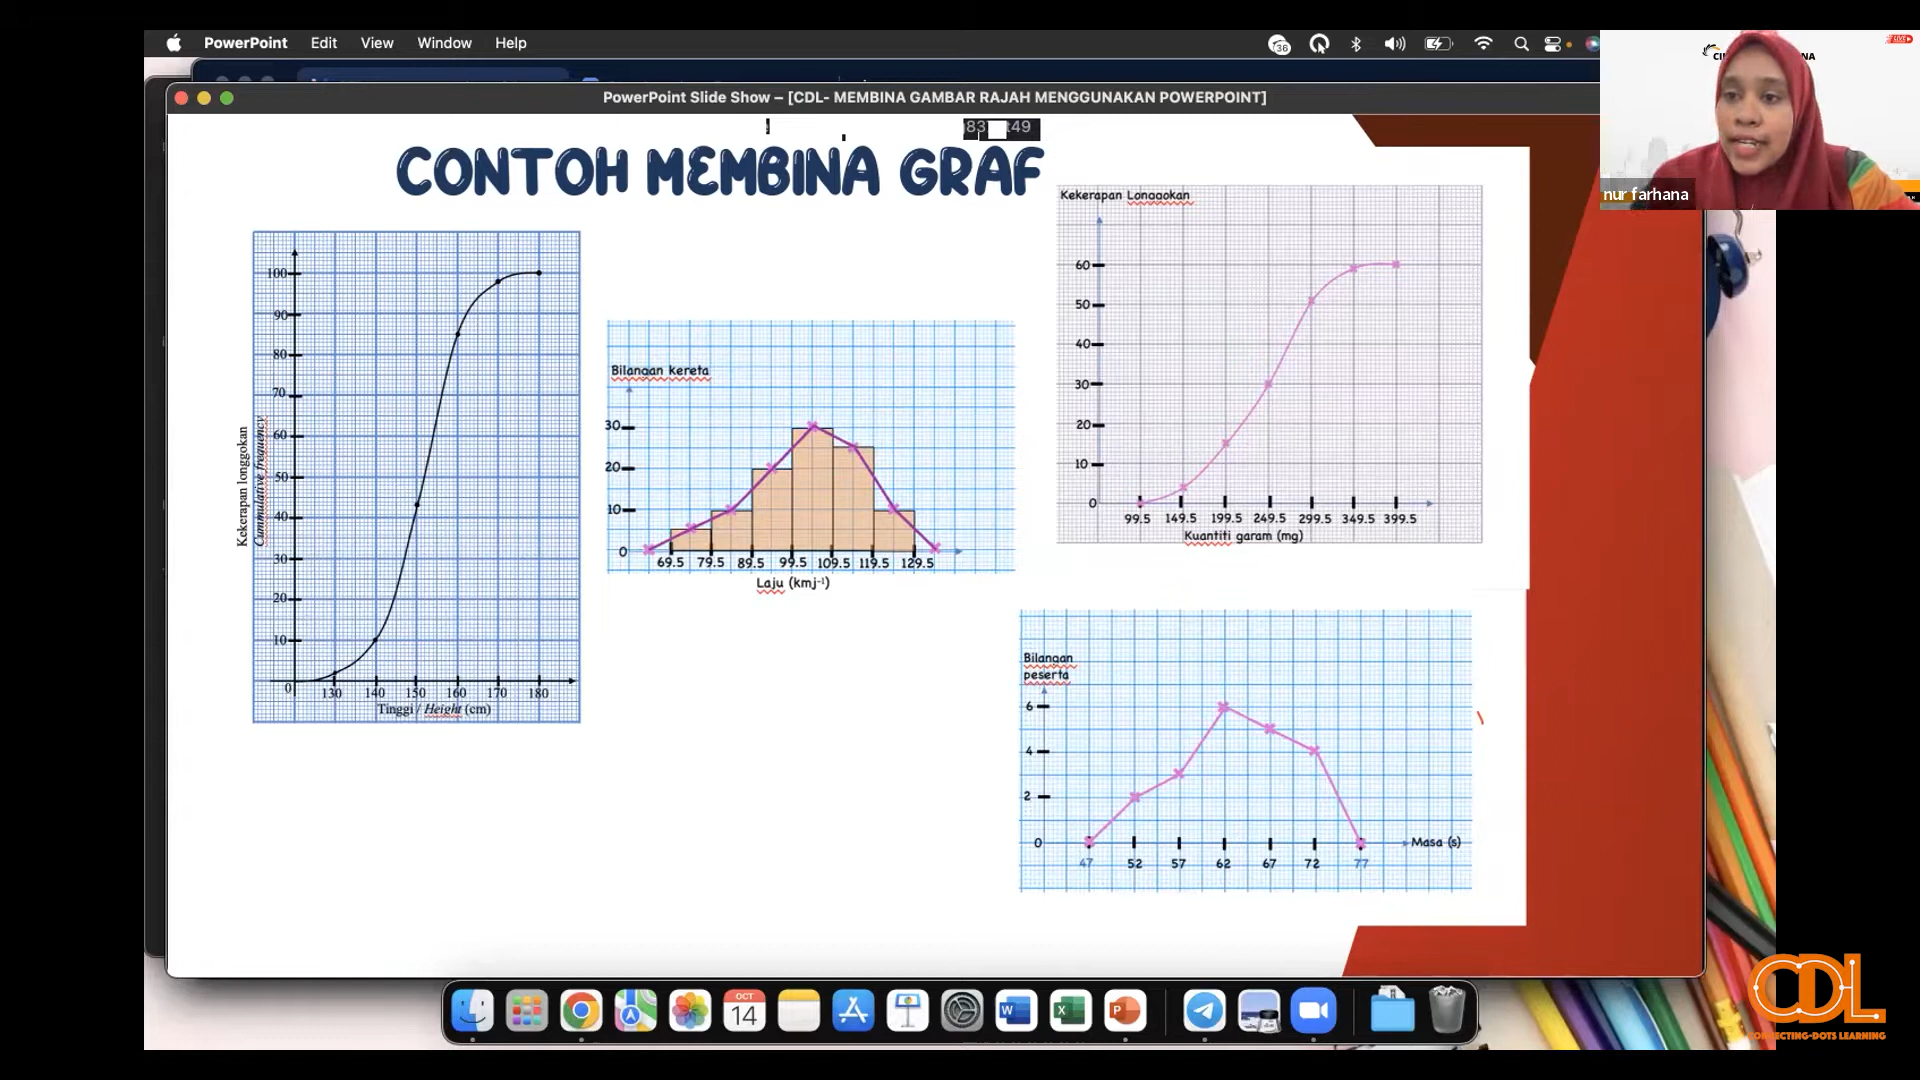 PowerPoint Edit View Window Help
36
PowerPoint Slide Show – [CDL- MEMBINA GAMBAR RAJAH MENGGUNAKAN POWERPOINT]
nur farhana
CONTOH MEMBINA GRAF
Kekerapan longgokan
Cummulative frequency
100
90
80
70
60
50
40
30
20
10
0
130 140 150 160 170 180
Tinggi / Height (cm)
Bilangan kereta
30
20
10
0
69.5 79.5 89.5 99.5 109.5 119.5 129.5
Laju (kmj⁻¹)
Kekerapan Longgokan
60
50
40
30
20
10
0
99.5 149.5 199.5 249.5 299.5 349.5 399.5
Kuantiti garam (mg)
Bilangan
peserta
6
4
2
0
47 52 57 62 67 72 77
Masa (s)
OCT
14
CDL
CONNECTING-DOTS LEARNING